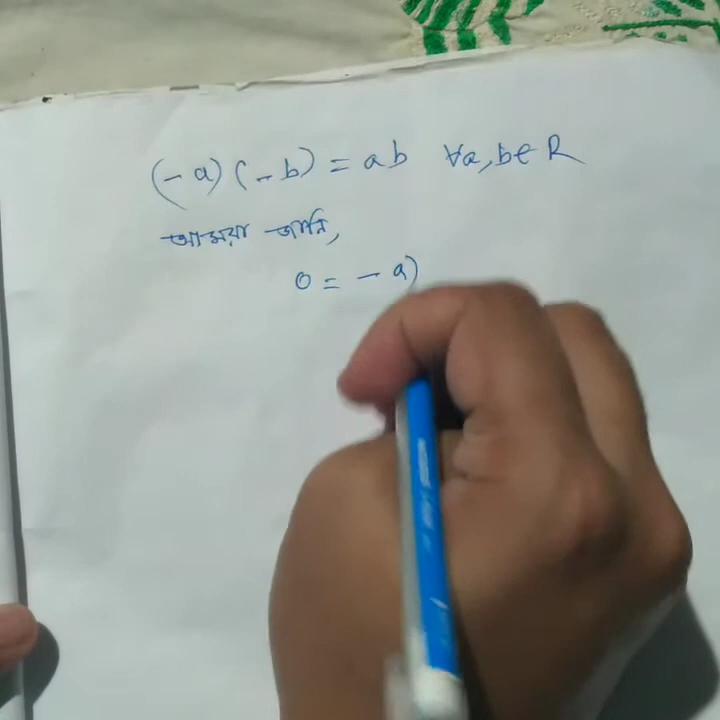 (-a)(-b) = ab ∀a,b∈R
আমরা জানি,
0 = -a)